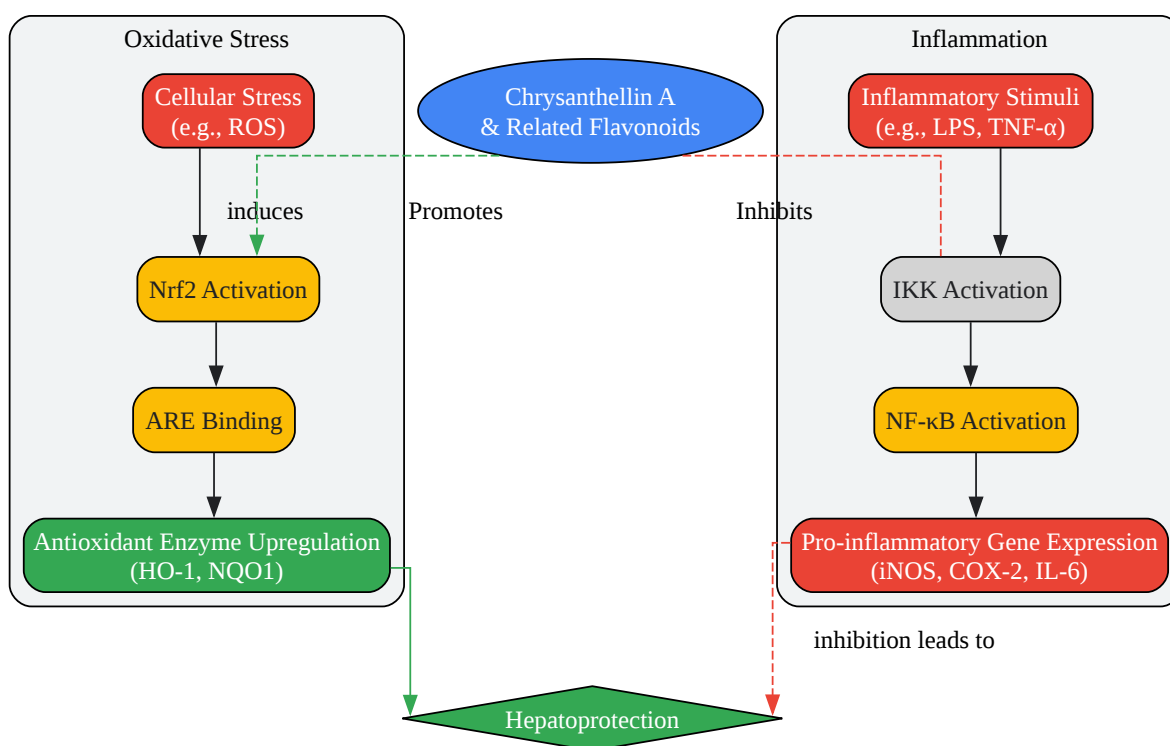 Oxidative Stress
Inflammation
Cellular Stress
(e.g., ROS)
Chrysanthellin A
& Related Flavonoids
Inflammatory Stimuli
(e.g., LPS, TNF-α)
induces
Promotes
Inhibits
Nrf2 Activation
IKK Activation
ARE Binding
NF-κB Activation
Antioxidant Enzyme Upregulation
(HO-1, NQO1)
Pro-inflammatory Gene Expression
(iNOS, COX-2, IL-6)
inhibition leads to
Hepatoprotection